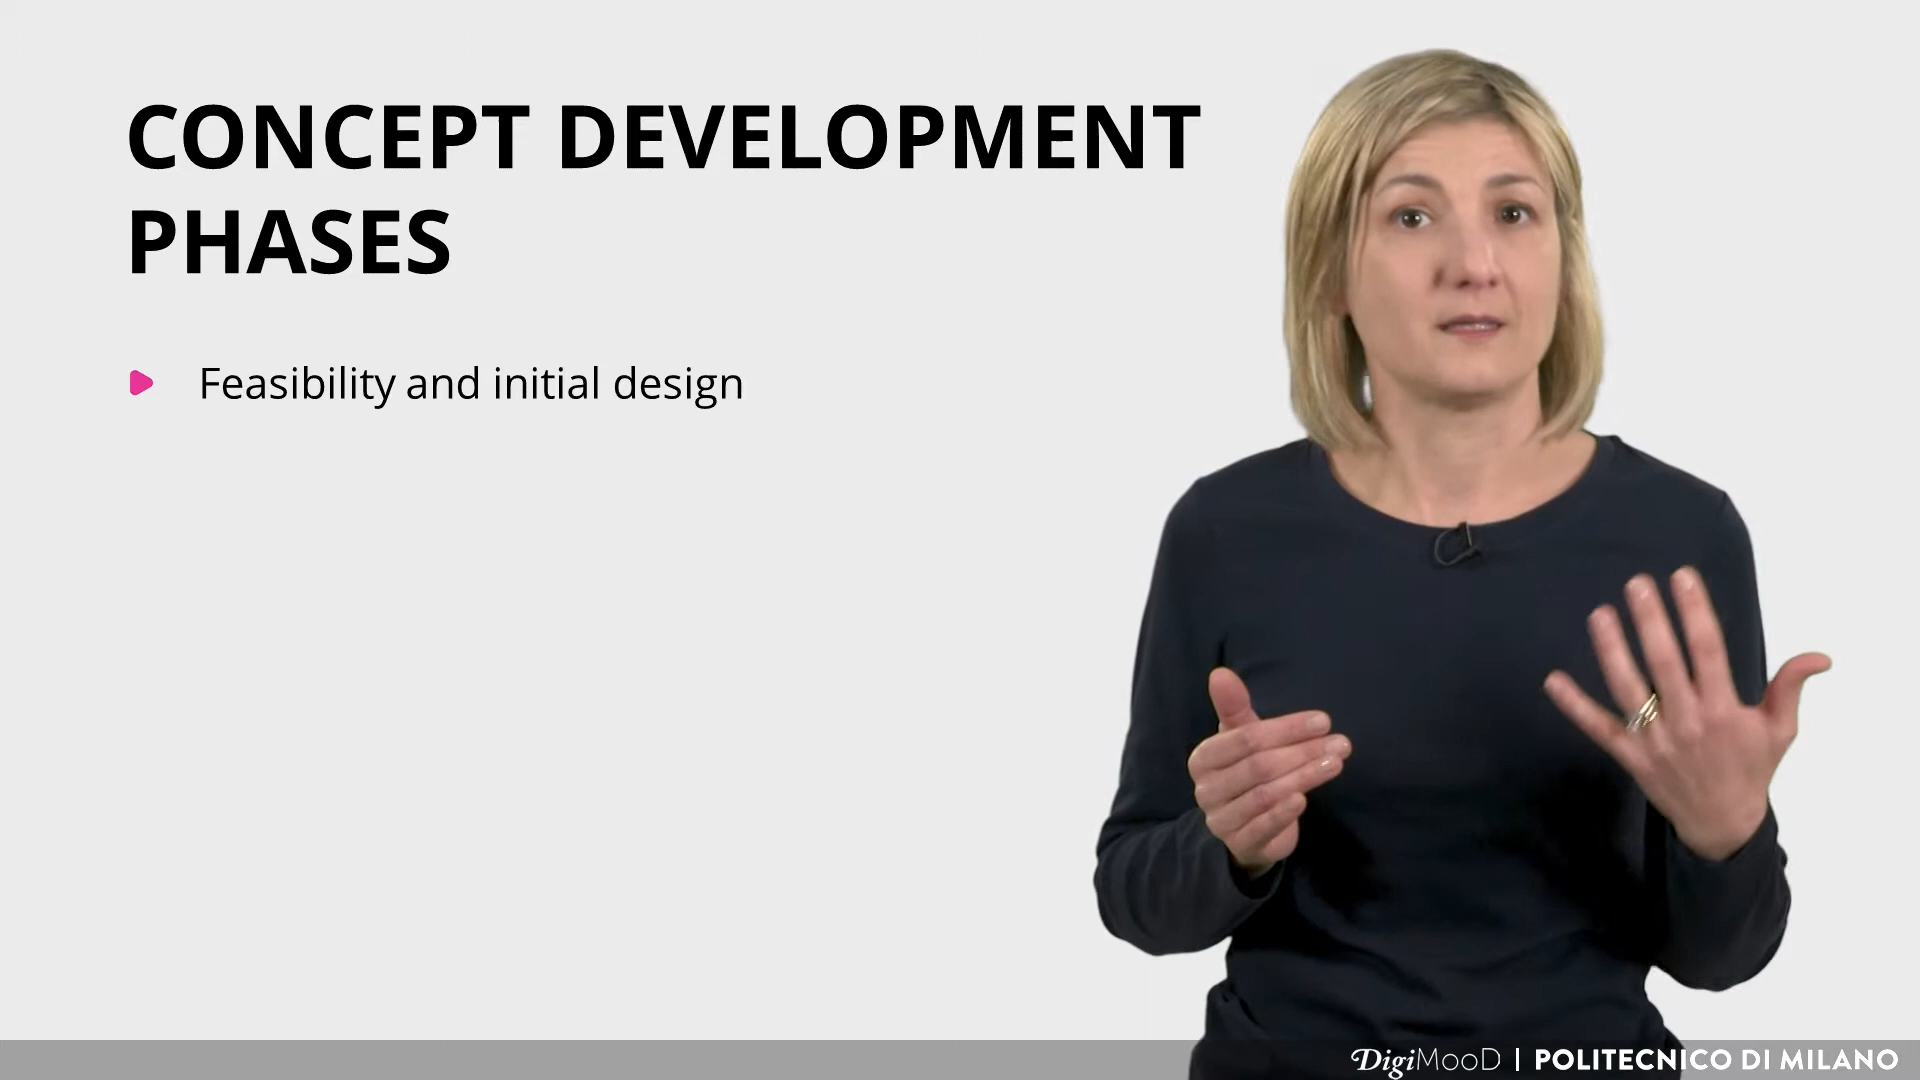 CONCEPT DEVELOPMENT
PHASES
Feasibility and initial design
DigiMooD | POLITECNICO DI MILANO